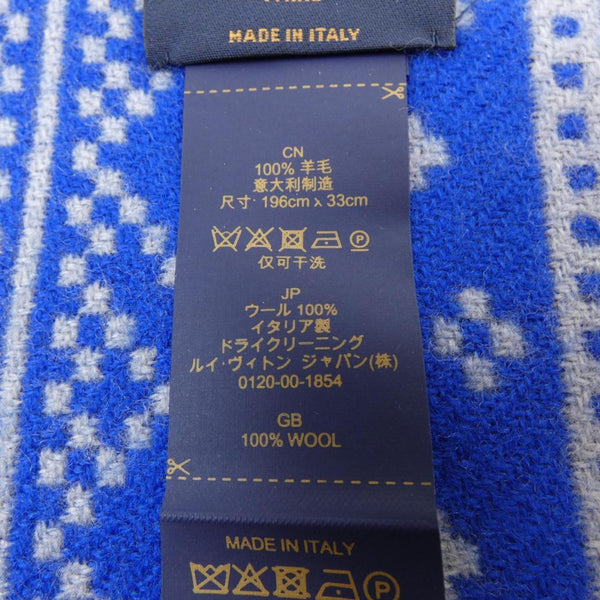 MADE IN ITALY
CN
100% 羊毛
意大利制造
尺寸: 196cm x 33cm
P
仅可干洗
JP
ウール 100%
イタリア製
ドライクリーニング
ルイ・ヴィトン ジャパン(株)
0120-00-1854
GB
100% WOOL
MADE IN ITALY
P